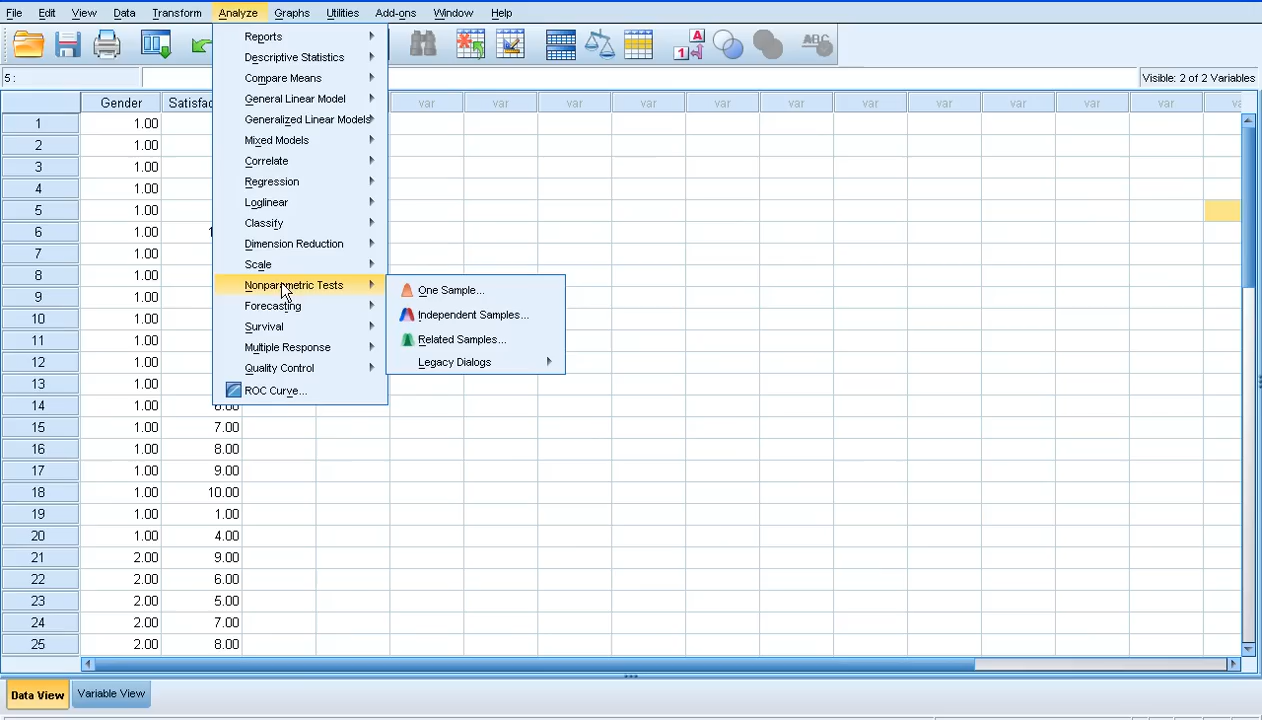 File Edit View Data Transform Analyze Graphs Utilities Add-ons Window Help
1 A ABC
5 : Visible: 2 of 2 Variables
Gender Satisfac var var var var var var var var var var var
Reports
Descriptive Statistics
Compare Means
General Linear Model
Generalized Linear Models
Mixed Models
Correlate
Regression
Loglinear
Classify
Dimension Reduction
Scale
Nonparametric Tests
Forecasting
Survival
Multiple Response
Quality Control
ROC Curve...
One Sample...
Independent Samples...
Related Samples...
Legacy Dialogs
1 1.00
2 1.00
3 1.00
4 1.00
5 1.00
6 1.00 1
7 1.00
8 1.00
9 1.00
10 1.00
11 1.00
12 1.00
13 1.00
14 1.00
15 1.00 7.00
16 1.00 8.00
17 1.00 9.00
18 1.00 10.00
19 1.00 1.00
20 1.00 4.00
21 2.00 9.00
22 2.00 6.00
23 2.00 5.00
24 2.00 7.00
25 2.00 8.00
Data View Variable View